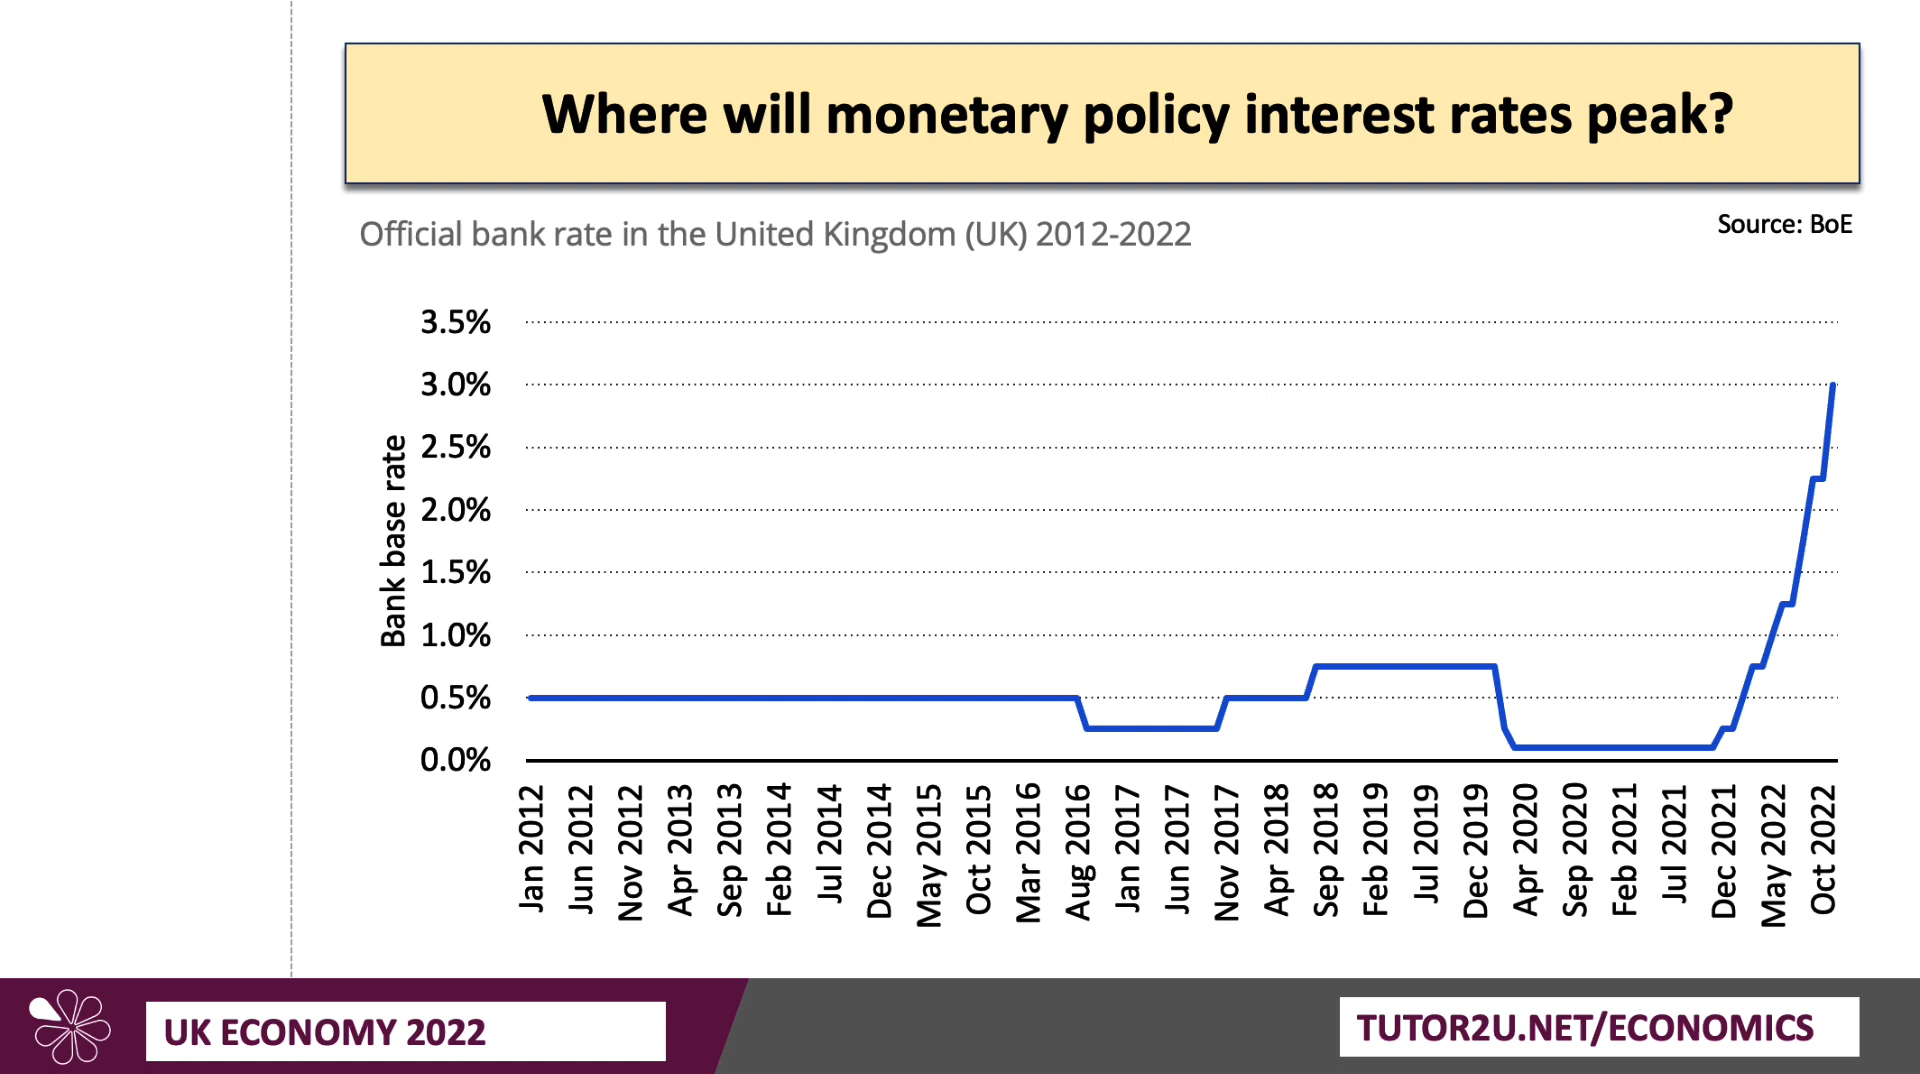 Where will monetary policy interest rates peak?
Official bank rate in the United Kingdom (UK) 2012-2022
Source: BoE
Bank base rate
3.5%
3.0%
2.5%
2.0%
1.5%
1.0%
0.5%
0.0%
Jan 2012
Jun 2012
Nov 2012
Apr 2013
Sep 2013
Feb 2014
Jul 2014
Dec 2014
May 2015
Oct 2015
Mar 2016
Aug 2016
Jan 2017
Jun 2017
Nov 2017
Apr 2018
Sep 2018
Feb 2019
Jul 2019
Dec 2019
Apr 2020
Sep 2020
Feb 2021
Jul 2021
Dec 2021
May 2022
Oct 2022
UK ECONOMY 2022
TUTOR2U.NET/ECONOMICS